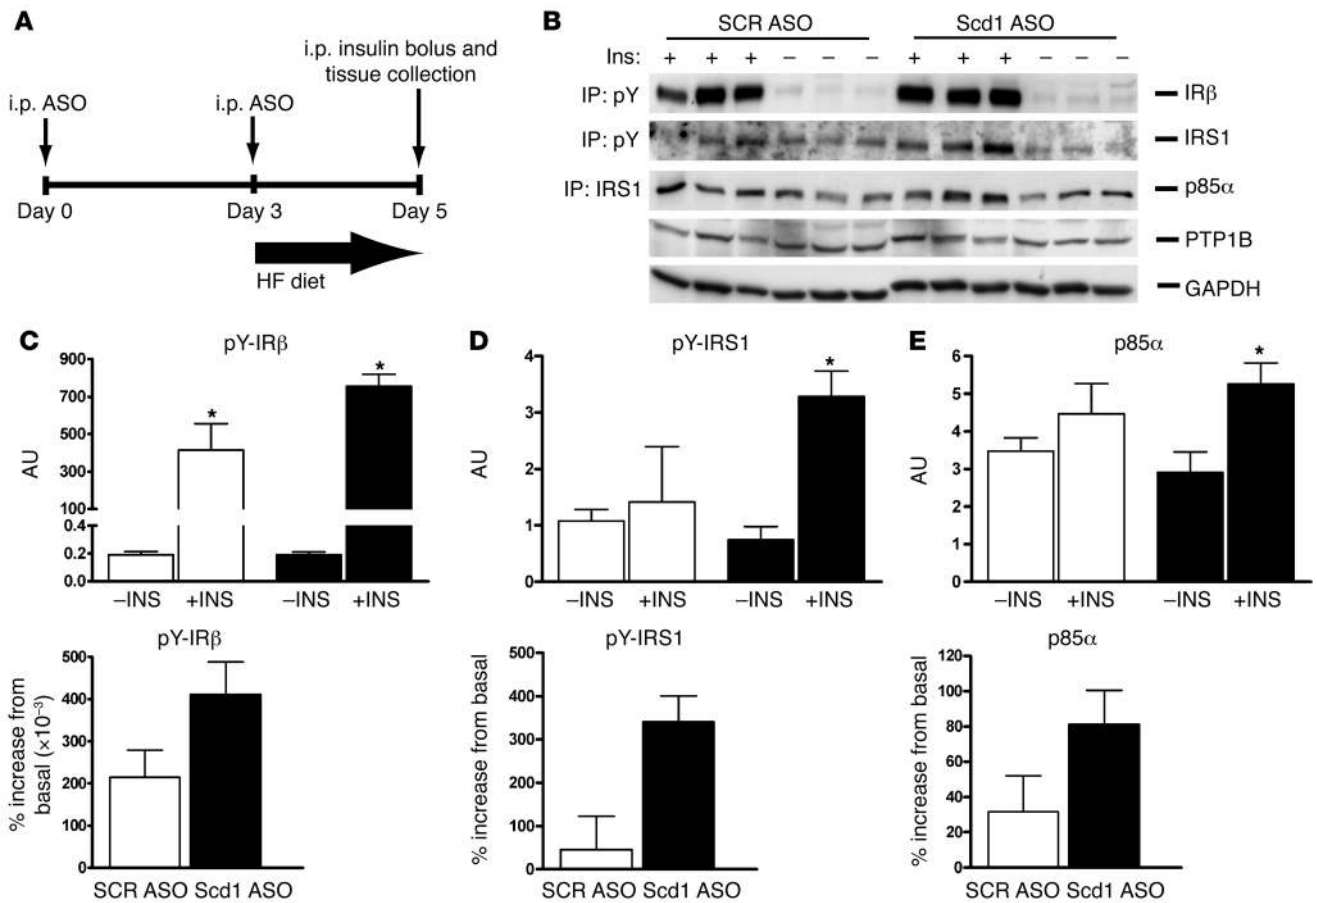 A
i.p. insulin bolus and
tissue collection
i.p. ASO
i.p. ASO
Day 0
Day 3
Day 5
HF diet
B
SCR ASO
Scd1 ASO
Ins: + + + – – – + + + – – –
IP: pY
IRβ
IP: pY
IRS1
IP: IRS1
p85α
PTP1B
GAPDH
C
pY-IRβ
AU
900
700
500
300
100
0.4
0.2
0.0
*
*
–INS +INS –INS +INS
pY-IRβ
% increase from
basal (×10⁻³)
500
400
300
200
100
0
SCR ASO Scd1 ASO
D
pY-IRS1
AU
4
3
2
1
0
*
–INS +INS –INS +INS
pY-IRS1
% increase from basal
500
400
300
200
100
0
SCR ASO Scd1 ASO
E
p85α
AU
6
5
4
3
2
1
0
*
–INS +INS –INS +INS
p85α
% increase from basal
120
100
80
60
40
20
0
SCR ASO Scd1 ASO